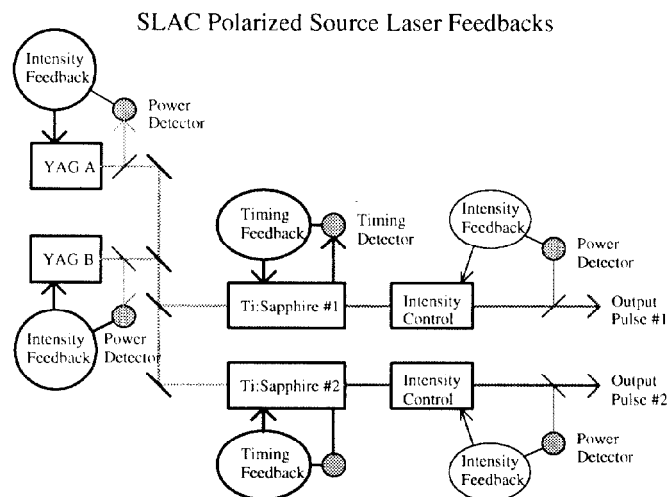 SLAC Polarized Source Laser Feedbacks
Intensity
Feedback
Power
Detector
YAG A
Timing
Feedback
Timing
Detector
Intensity
Feedback
Power
Detector
YAG B
Ti:Sapphire #1
Intensity
Control
Output
Pulse #1
Intensity
Feedback
Power
Detector
Ti:Sapphire #2
Intensity
Control
Output
Pulse #2
Timing
Feedback
Intensity
Feedback
Power
Detector